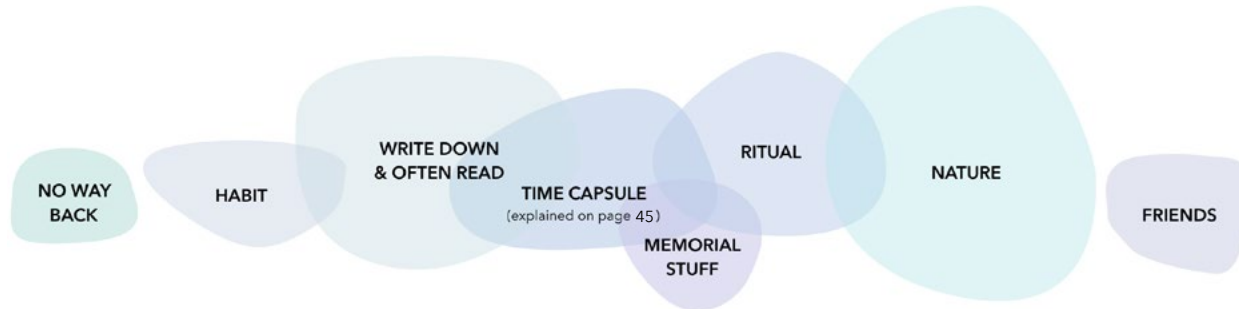 NO WAY
BACK
HABIT
WRITE DOWN
& OFTEN READ
TIME CAPSULE
(explained on page 45)
MEMORIAL
STUFF
RITUAL
NATURE
FRIENDS